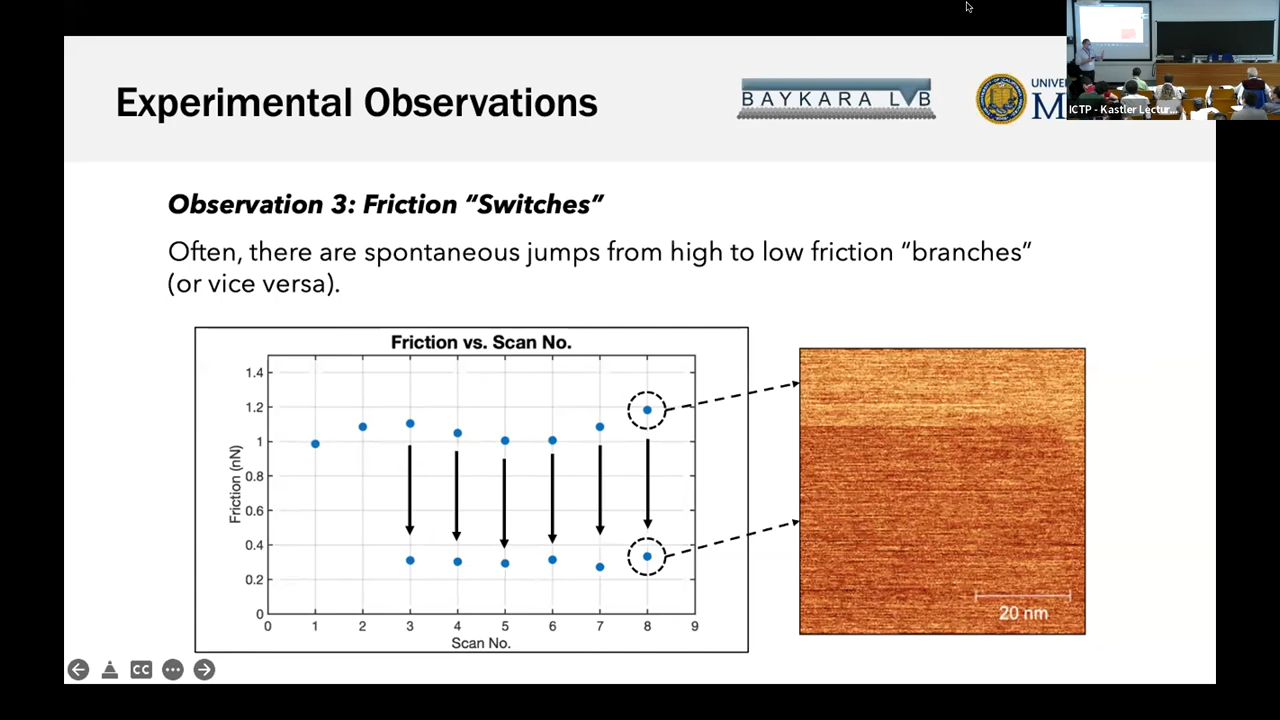 Experimental Observations
BAYKARA LAB
UNIVE
M
ICTP - Kastler Lectur...
Observation 3: Friction “Switches”
Often, there are spontaneous jumps from high to low friction “branches”
(or vice versa).
Friction vs. Scan No.
Friction (nN)
1.4
1.2
1
0.8
0.6
0.4
0.2
0
0 1 2 3 4 5 6 7 8 9
Scan No.
20 nm
CC